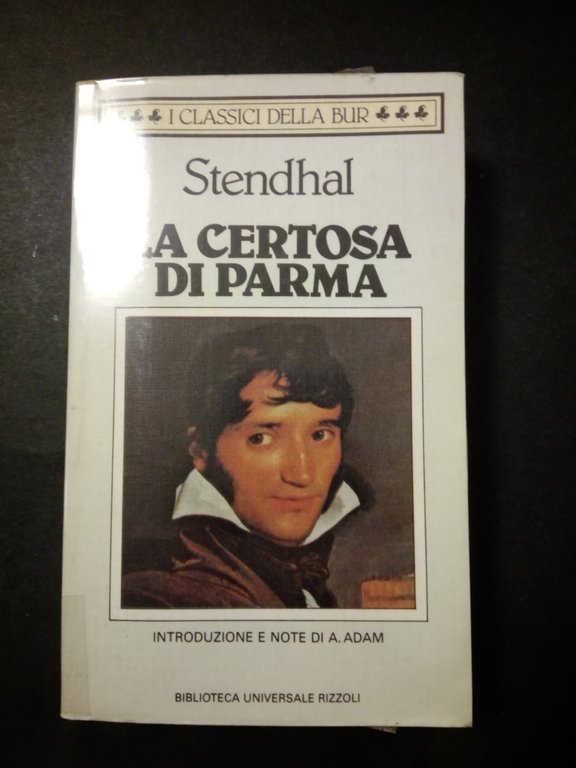 I CLASSICI DELLA BUR
Stendhal
LA CERTOSA
DI PARMA
INTRODUZIONE E NOTE DI A. ADAM
BIBLIOTECA UNIVERSALE RIZZOLI